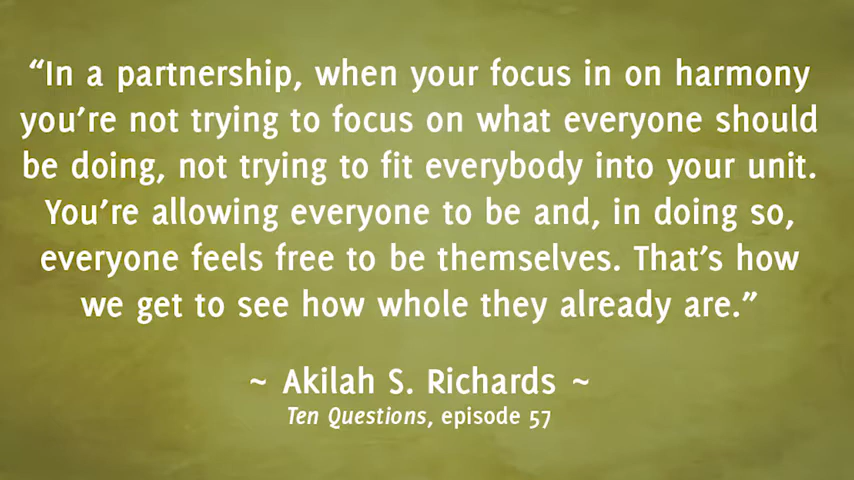 “In a partnership, when your focus in on harmony
you’re not trying to focus on what everyone should
be doing, not trying to fit everybody into your unit.
You’re allowing everyone to be and, in doing so,
everyone feels free to be themselves. That’s how
we get to see how whole they already are.”
~ Akilah S. Richards ~
Ten Questions, episode 57